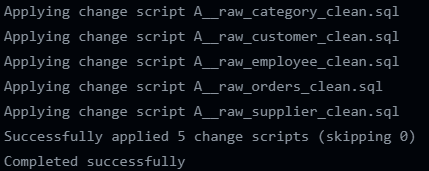 Applying change script A__raw_category_clean.sql
Applying change script A__raw_customer_clean.sql
Applying change script A__raw_employee_clean.sql
Applying change script A__raw_orders_clean.sql
Applying change script A__raw_supplier_clean.sql
Successfully applied 5 change scripts (skipping 0)
Completed successfully